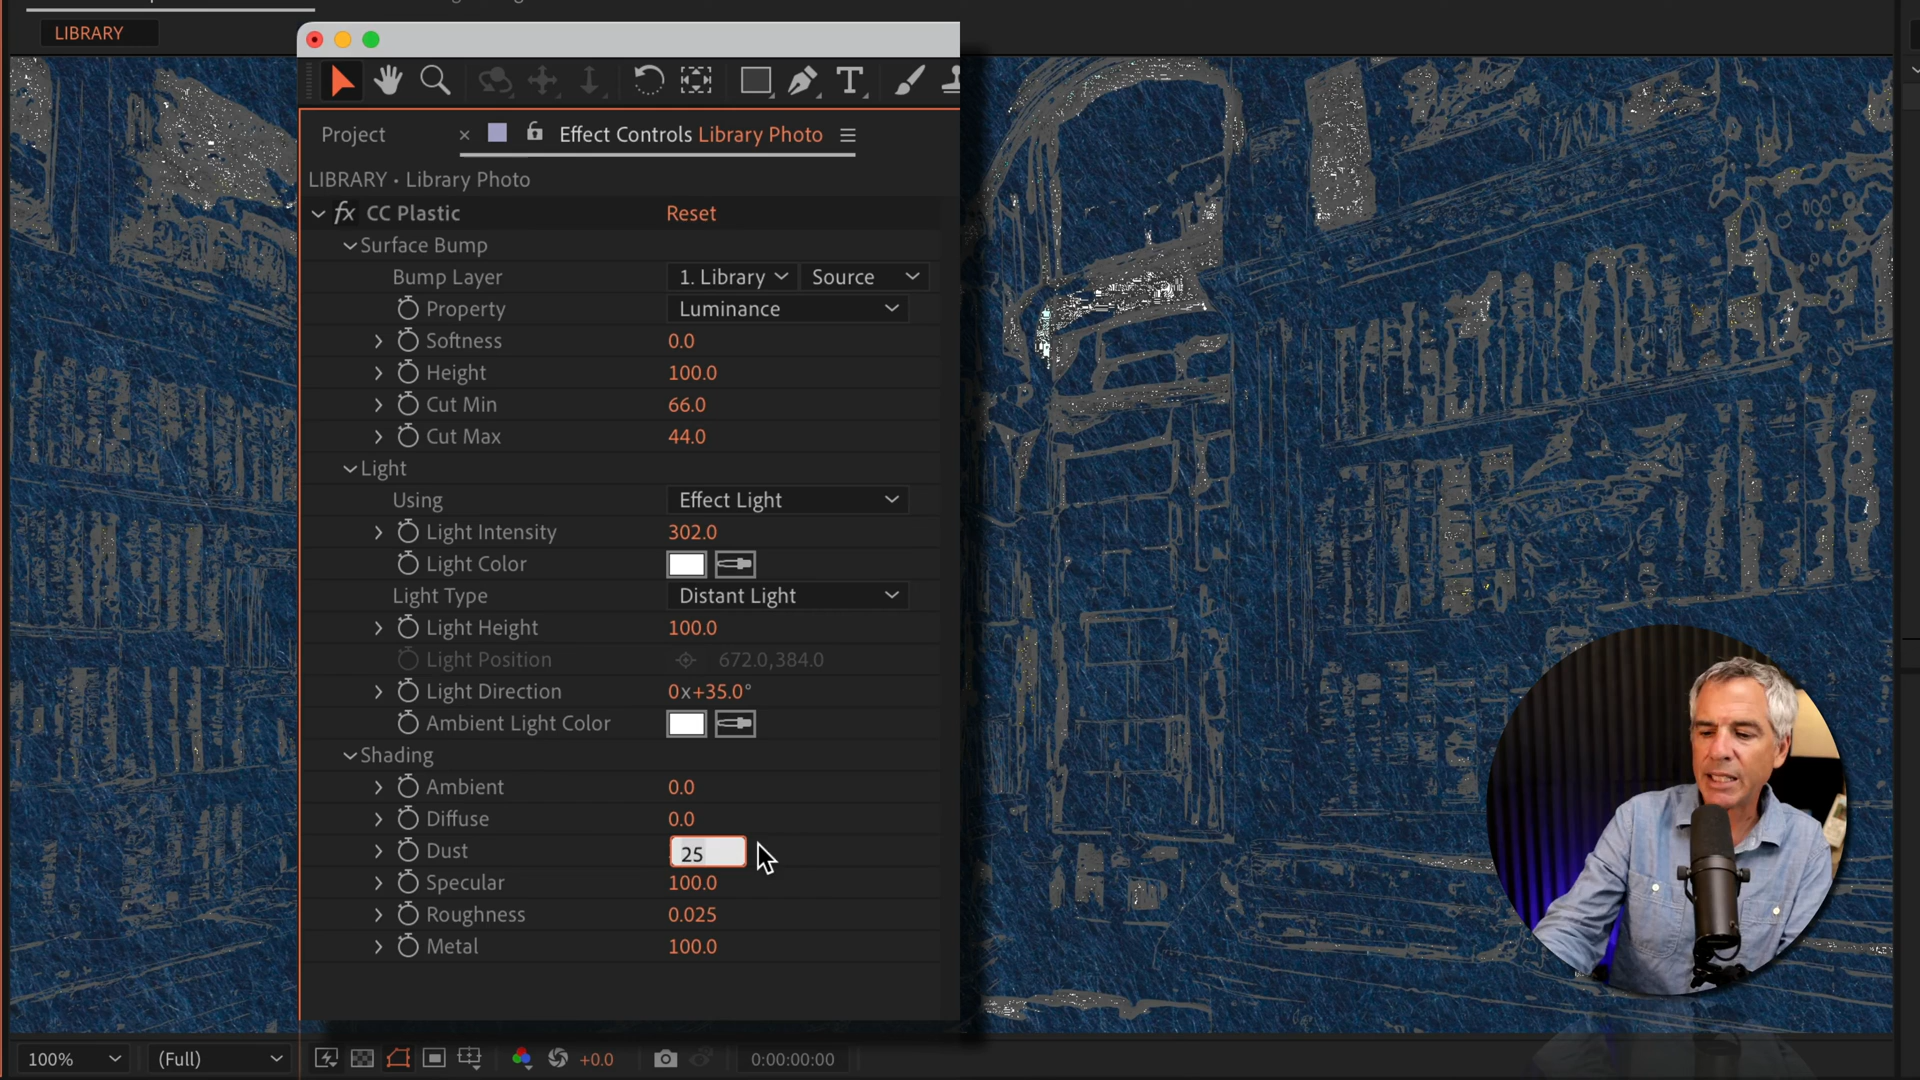 LIBRARY
Project
× Effect Controls Library Photo
LIBRARY • Library Photo
fx CC Plastic Reset
Surface Bump
Bump Layer 1. Library Source
Property Luminance
Softness 0.0
Height 100.0
Cut Min 66.0
Cut Max 44.0
Light
Using Effect Light
Light Intensity 302.0
Light Color
Light Type Distant Light
Light Height 100.0
Light Position 672.0,384.0
Light Direction 0x+35.0°
Ambient Light Color
Shading
Ambient 0.0
Diffuse 0.0
Dust 25
Specular 100.0
Roughness 0.025
Metal 100.0
100% (Full) +0.0 0:00:00:00